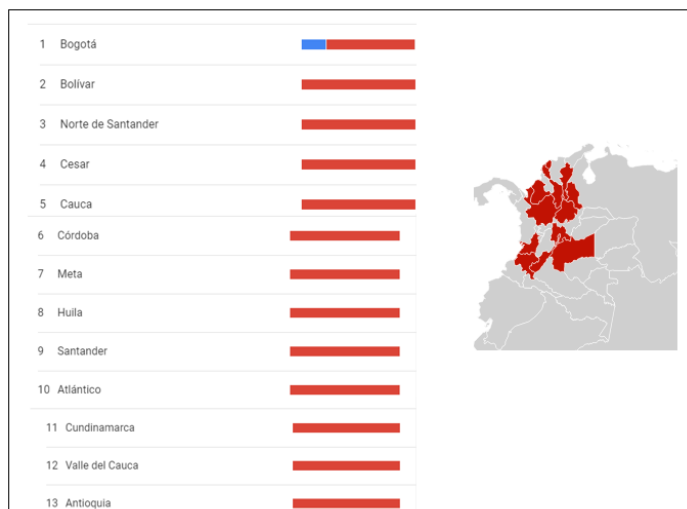 1 Bogotá
2 Bolívar
3 Norte de Santander
4 Cesar
5 Cauca
6 Córdoba
7 Meta
8 Huila
9 Santander
10 Atlántico
11 Cundinamarca
12 Valle del Cauca
13 Antioquia